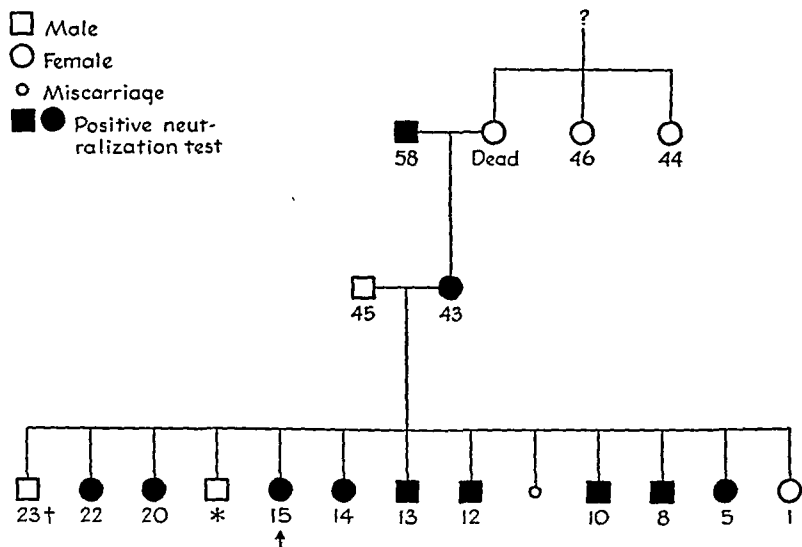 Male
Female
Miscarriage
Positive neut-
ralization test
?
58 Dead 46 44
45 43
23† 22 20 * 15 14 13 12 10 8 5 1